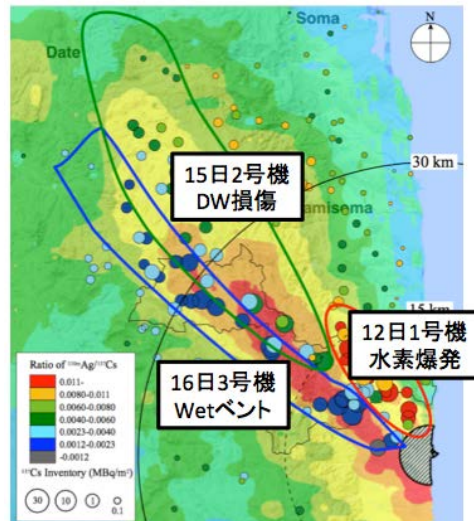 Soma
N
Date
30 km
15日2号機
DW損傷
amisoma
15 km
12日1号機
水素爆発
16日3号機
Wetベント
Ratio of ¹¹⁰ᵐAg/¹³⁷Cs
0.011-
0.0080-0.011
0.0060-0.0080
0.0040-0.0060
0.0023-0.0040
0.0012-0.0023
-0.0012
¹³⁷Cs Inventory (MBq/m²)
30 10 1 0.1